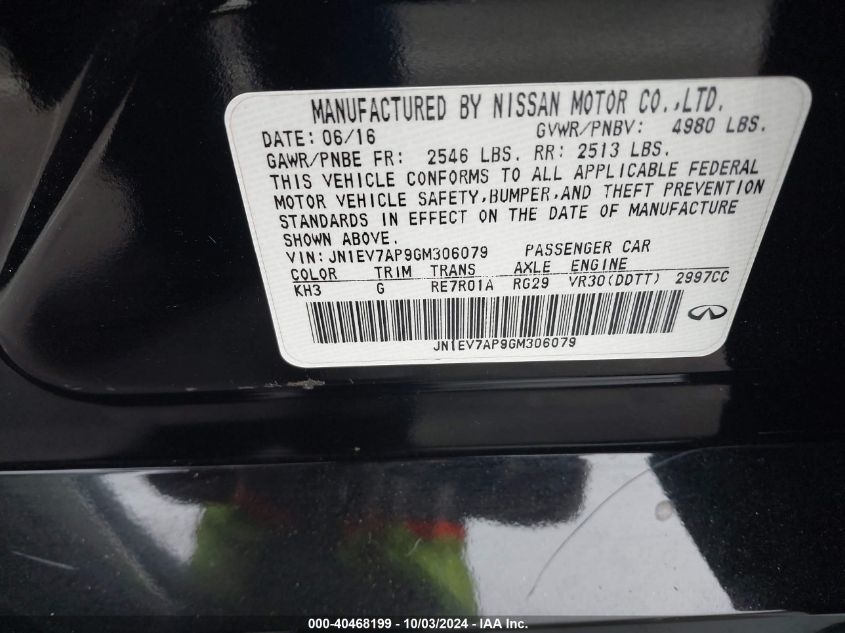 MANUFACTURED BY NISSAN MOTOR CO.,LTD.
DATE: 06/16 GVWR/PNBV: 4980 LBS.
GAWR/PNBE FR: 2546 LBS. RR: 2513 LBS.
THIS VEHICLE CONFORMS TO ALL APPLICABLE FEDERAL
MOTOR VEHICLE SAFETY,BUMPER,AND THEFT PREVENTION
STANDARDS IN EFFECT ON THE DATE OF MANUFACTURE
SHOWN ABOVE.
VIN: JN1EV7AP9GM306079 PASSENGER CAR
COLOR TRIM TRANS AXLE ENGINE
KH3 G RE7R01A RG29 VR30(DDTT) 2997CC
JN1EV7AP9GM306079
000-40468199 | 10/03/2024 - IAA Inc.